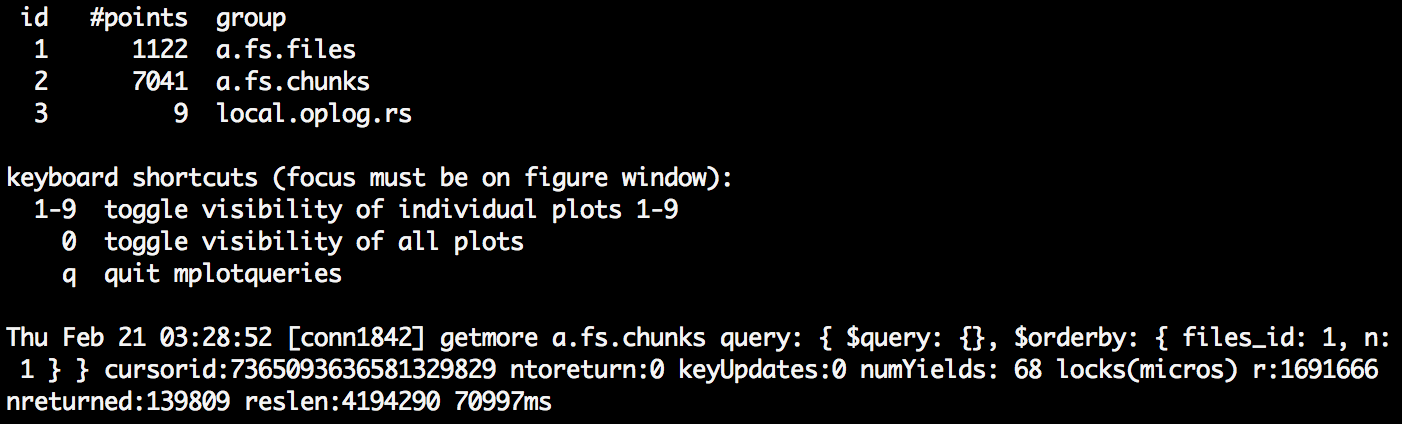 id #points group
1 1122 a.fs.files
2 7041 a.fs.chunks
3 9 local.oplog.rs
keyboard shortcuts (focus must be on figure window):
1-9 toggle visibility of individual plots 1-9
0 toggle visibility of all plots
q quit mplotqueries
Thu Feb 21 03:28:52 [conn1842] getmore a.fs.chunks query: { $query: {}, $orderby: { files_id: 1, n:
1 } } cursorid:7365093636581329829 ntoreturn:0 keyUpdates:0 numYields: 68 locks(micros) r:1691666
nreturned:139809 reslen:4194290 70997ms